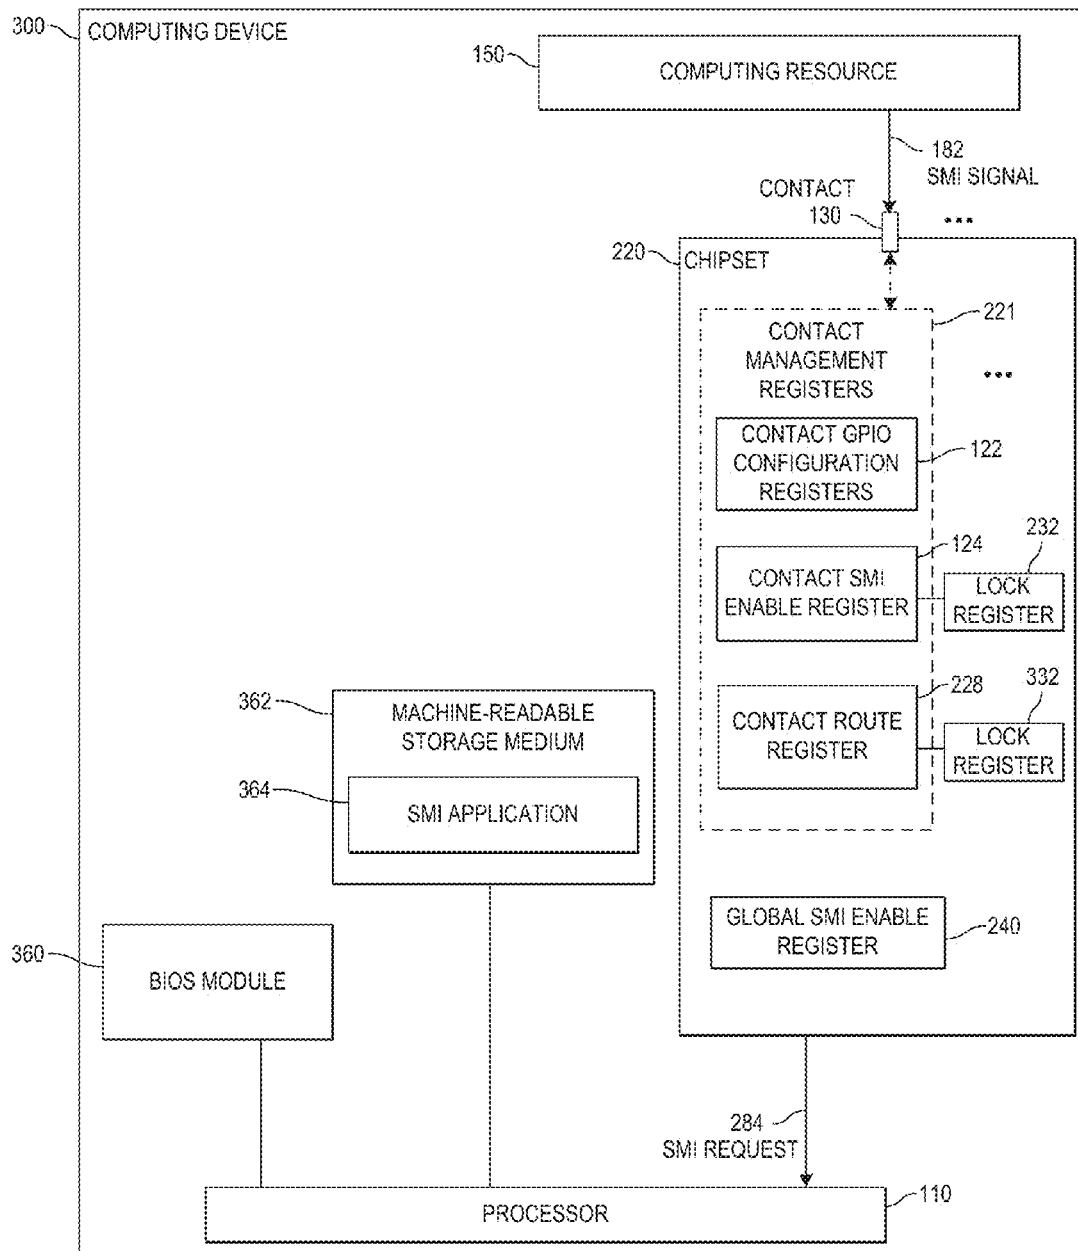 300
COMPUTING DEVICE
150
COMPUTING RESOURCE
182
SMI SIGNAL
CONTACT
130
...
220
CHIPSET
221
CONTACT
MANAGEMENT
REGISTERS
...
CONTACT GPIO
CONFIGURATION
REGISTERS
122
124
CONTACT SMI
ENABLE REGISTER
232
LOCK
REGISTER
228
CONTACT ROUTE
REGISTER
332
LOCK
REGISTER
362
MACHINE-READABLE
STORAGE MEDIUM
364
SMI APPLICATION
GLOBAL SMI ENABLE
REGISTER
240
360
BIOS MODULE
284
SMI REQUEST
110
PROCESSOR